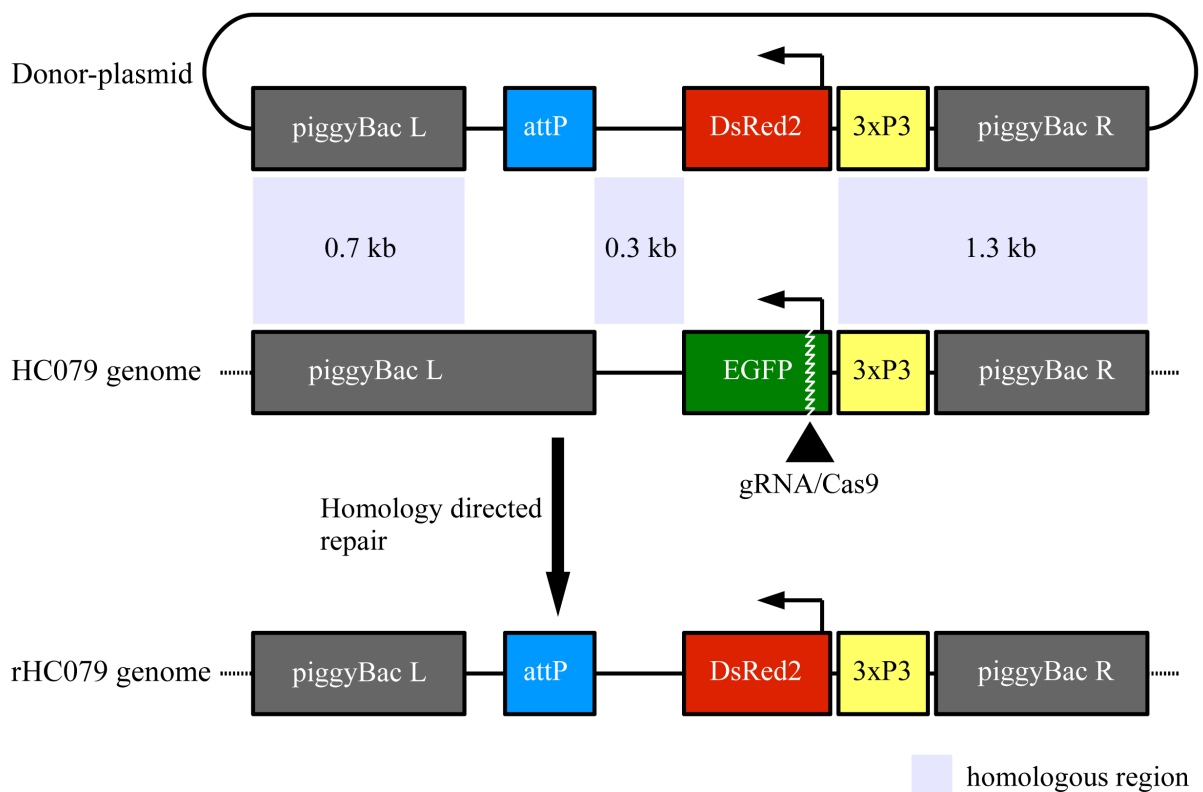 Donor-plasmid
piggyBac L
attP
DsRed2
3xP3
piggyBac R
0.7 kb
0.3 kb
1.3 kb
HC079 genome
piggyBac L
EGFP
3xP3
piggyBac R
gRNA/Cas9
Homology directed
repair
rHC079 genome
piggyBac L
attP
DsRed2
3xP3
piggyBac R
homologous region